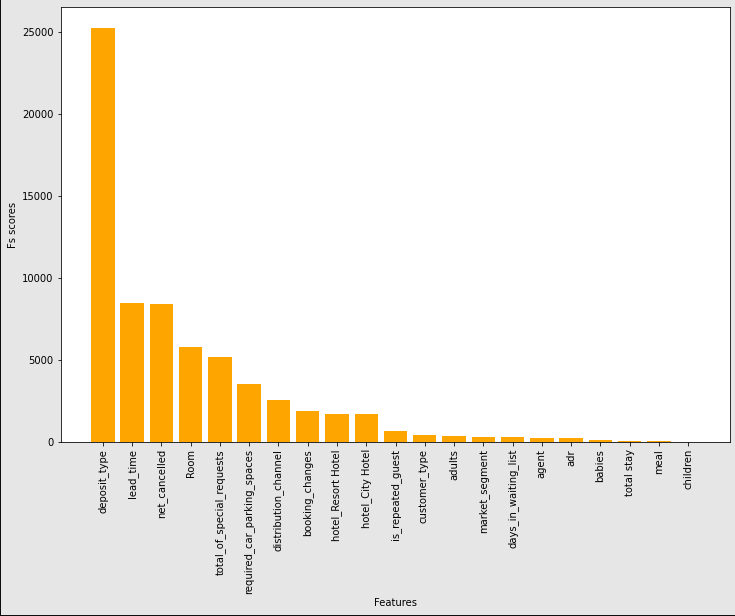 25000
20000
15000
10000
5000
0
Fs scores
deposit_type
lead_time
net_cancelled
Room
total_of_special_requests
required_car_parking_spaces
distribution_channel
booking_changes
hotel_Resort Hotel
hotel_City Hotel
is_repeated_guest
customer_type
adults
market_segment
days_in_waiting_list
agent
adr
babies
total stay
meal
children
Features